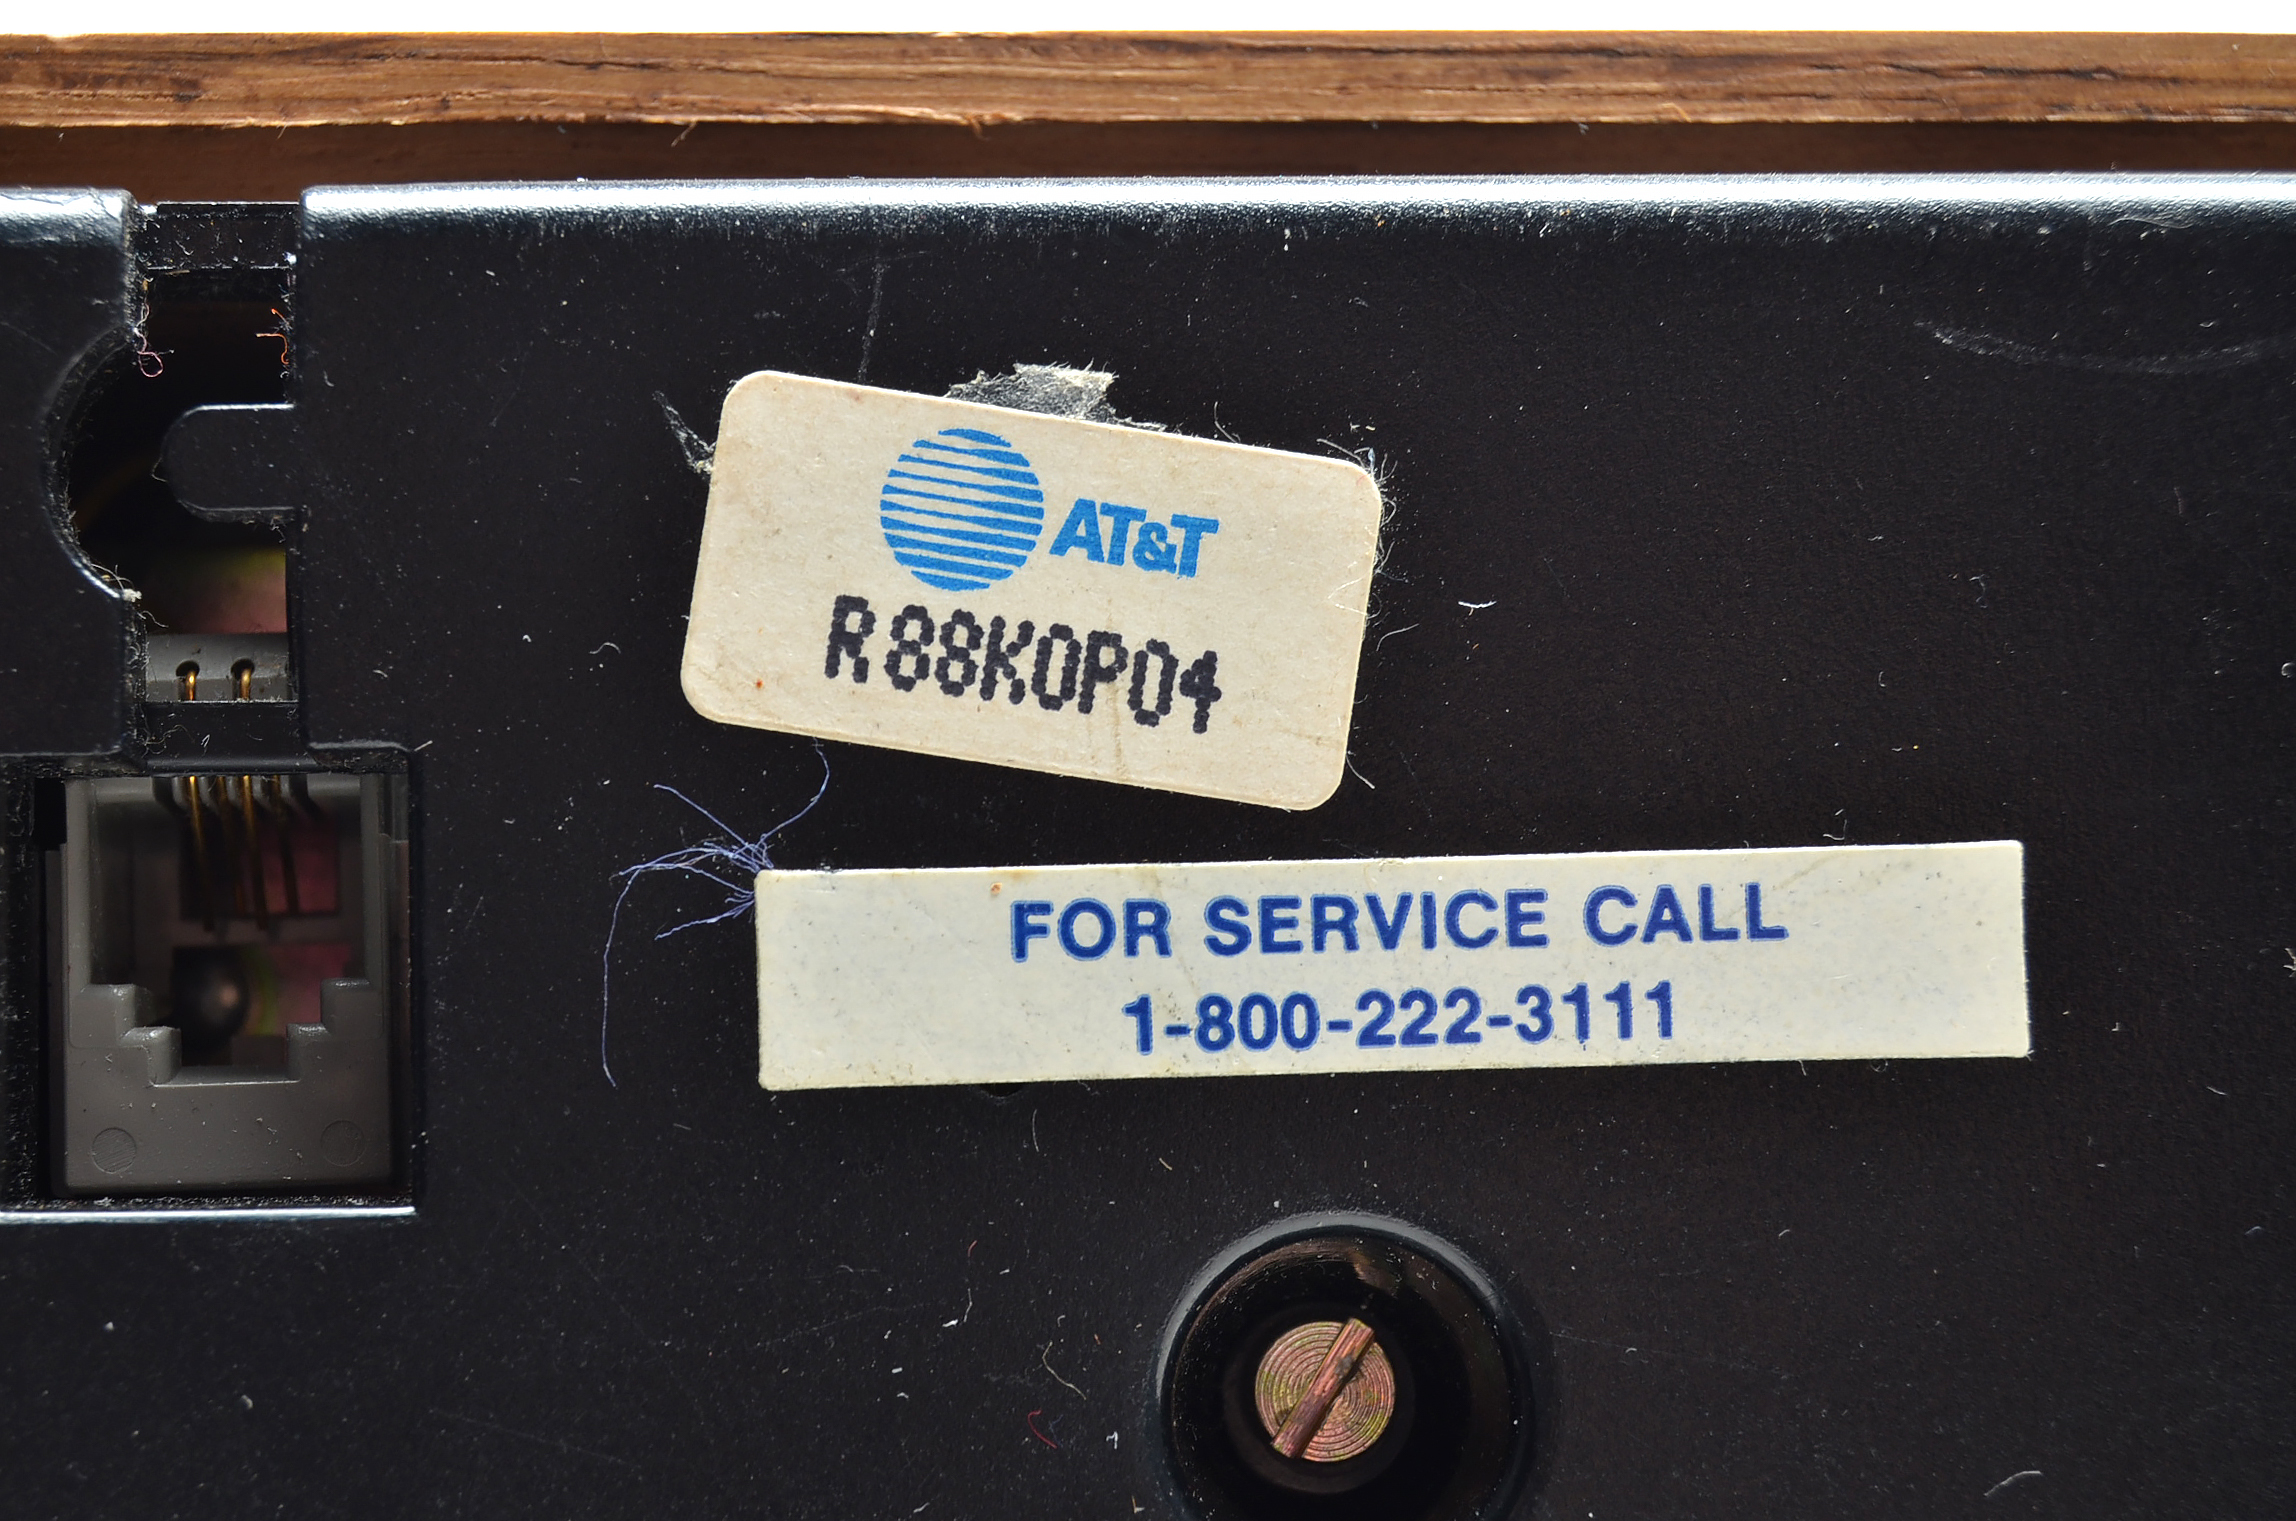 AT&T
R88K0P04
FOR SERVICE CALL
1-800-222-3111